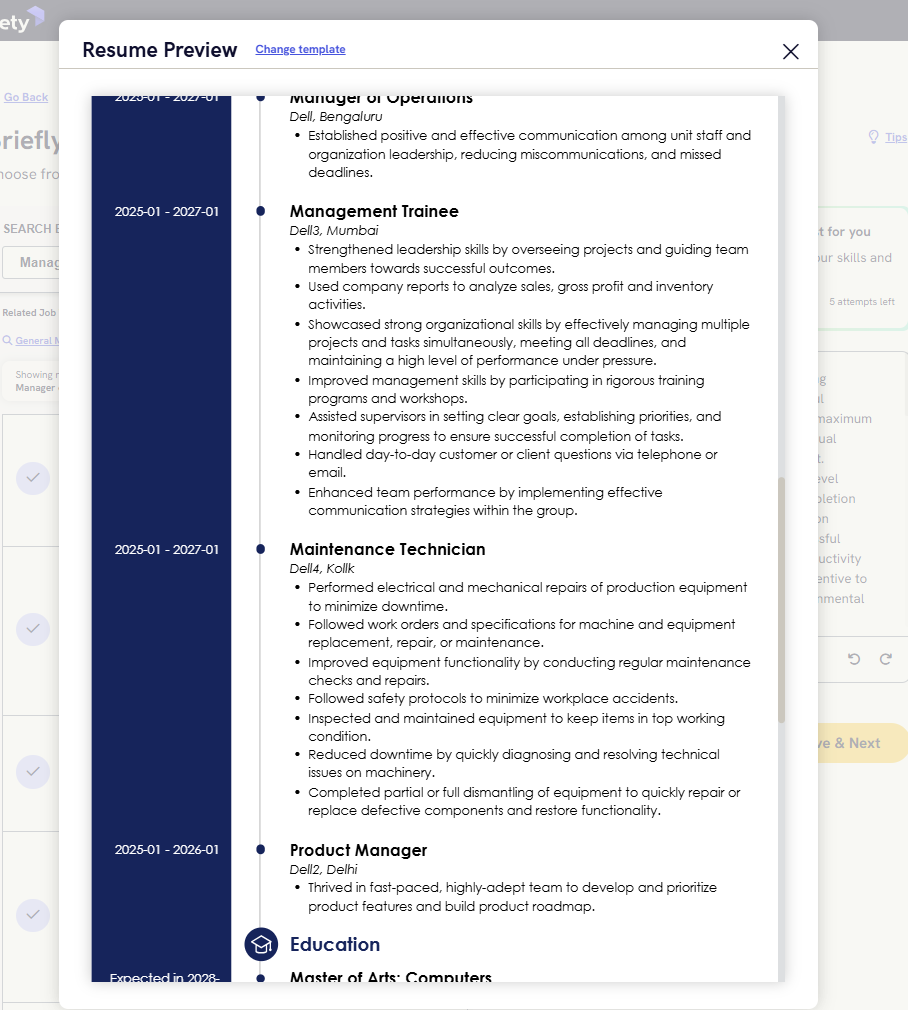 ety
Resume Preview
Change template
Go Back
Briefly
Tips
hoose fro
SEARCH
Manag
Related Job
General M
Showing r
Manager
t for you
our skills and
5 attempts left
g
al
maximum
ual
t.
evel
pletion
on
sful
uctivity
entive to
nmental
ve & Next
2025-01 - 2027-01
Manager of Operations
Dell, Bengaluru
• Established positive and effective communication among unit staff and
organization leadership, reducing miscommunications, and missed
deadlines.
2025-01 - 2027-01
Management Trainee
Dell3, Mumbai
• Strengthened leadership skills by overseeing projects and guiding team
members towards successful outcomes.
• Used company reports to analyze sales, gross profit and inventory
activities.
• Showcased strong organizational skills by effectively managing multiple
projects and tasks simultaneously, meeting all deadlines, and
maintaining a high level of performance under pressure.
• Improved management skills by participating in rigorous training
programs and workshops.
• Assisted supervisors in setting clear goals, establishing priorities, and
monitoring progress to ensure successful completion of tasks.
• Handled day-to-day customer or client questions via telephone or
email.
• Enhanced team performance by implementing effective
communication strategies within the group.
2025-01 - 2027-01
Maintenance Technician
Dell4, Kollk
• Performed electrical and mechanical repairs of production equipment
to minimize downtime.
• Followed work orders and specifications for machine and equipment
replacement, repair, or maintenance.
• Improved equipment functionality by conducting regular maintenance
checks and repairs.
• Followed safety protocols to minimize workplace accidents.
• Inspected and maintained equipment to keep items in top working
condition.
• Reduced downtime by quickly diagnosing and resolving technical
issues on machinery.
• Completed partial or full dismantling of equipment to quickly repair or
replace defective components and restore functionality.
2025-01 - 2026-01
Product Manager
Dell2, Delhi
• Thrived in fast-paced, highly-adept team to develop and prioritize
product features and build product roadmap.
Education
Expected in 2028-
Master of Arts: Computers